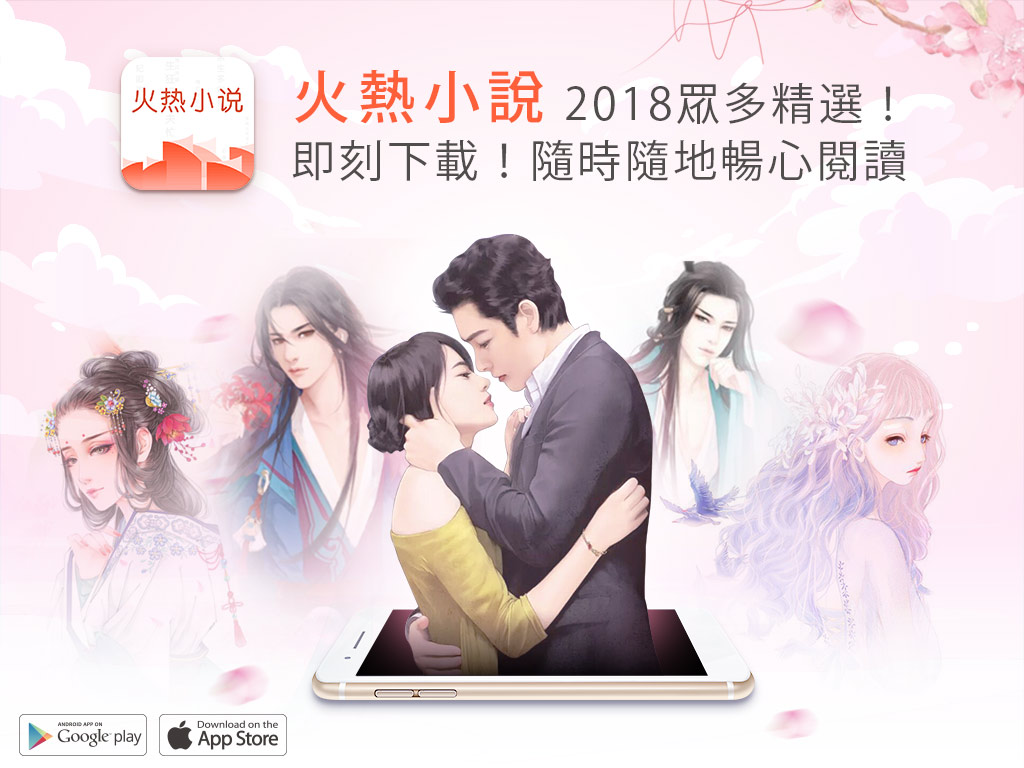 火热小说
火熱小說 2018眾多精選！
即刻下載！隨時隨地暢心閱讀
ANDROID APP ON
Google play
Download on the
App Store